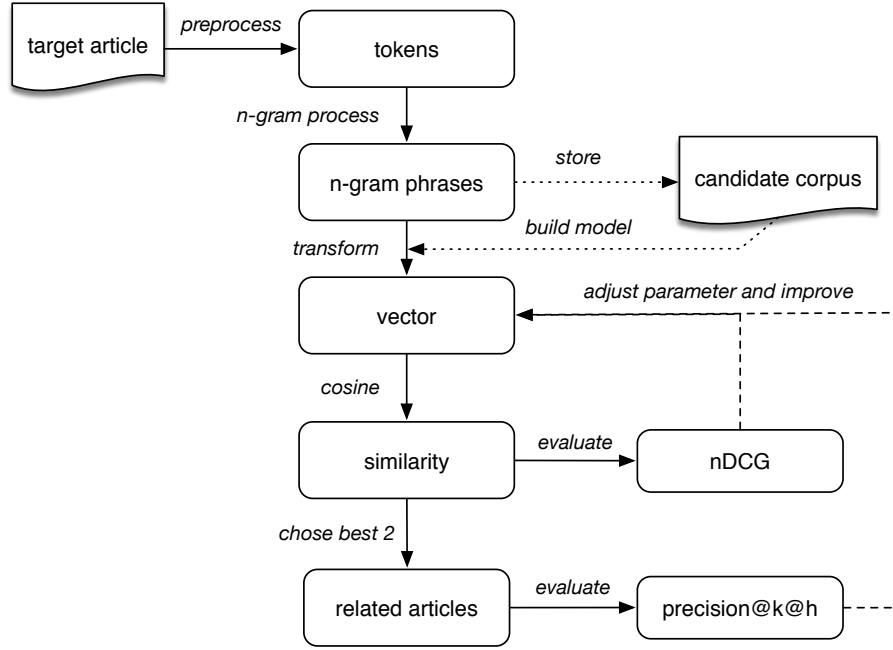 target article
preprocess
tokens
n-gram process
n-gram phrases
store
candidate corpus
build model
transform
adjust parameter and improve
vector
cosine
similarity
evaluate
nDCG
chose best 2
related articles
evaluate
precision@k@h